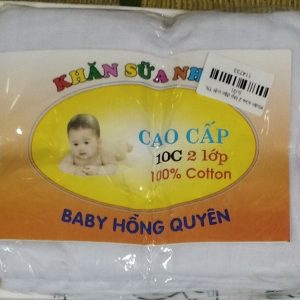 KHĂN SỮA NH
CAO CẤP
10C 2 lớp
100% Cotton
BABY HỒNG QUYÊN